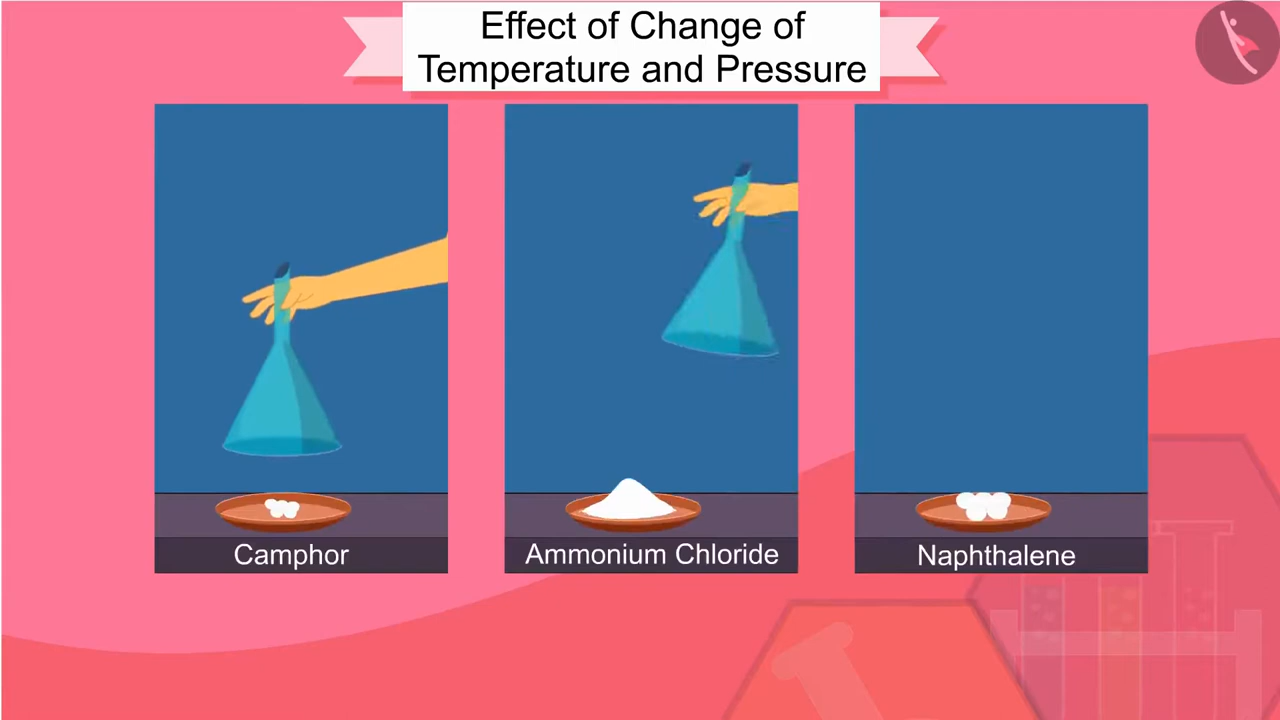 Effect of Change of
Temperature and Pressure
Camphor
Ammonium Chloride
Naphthalene